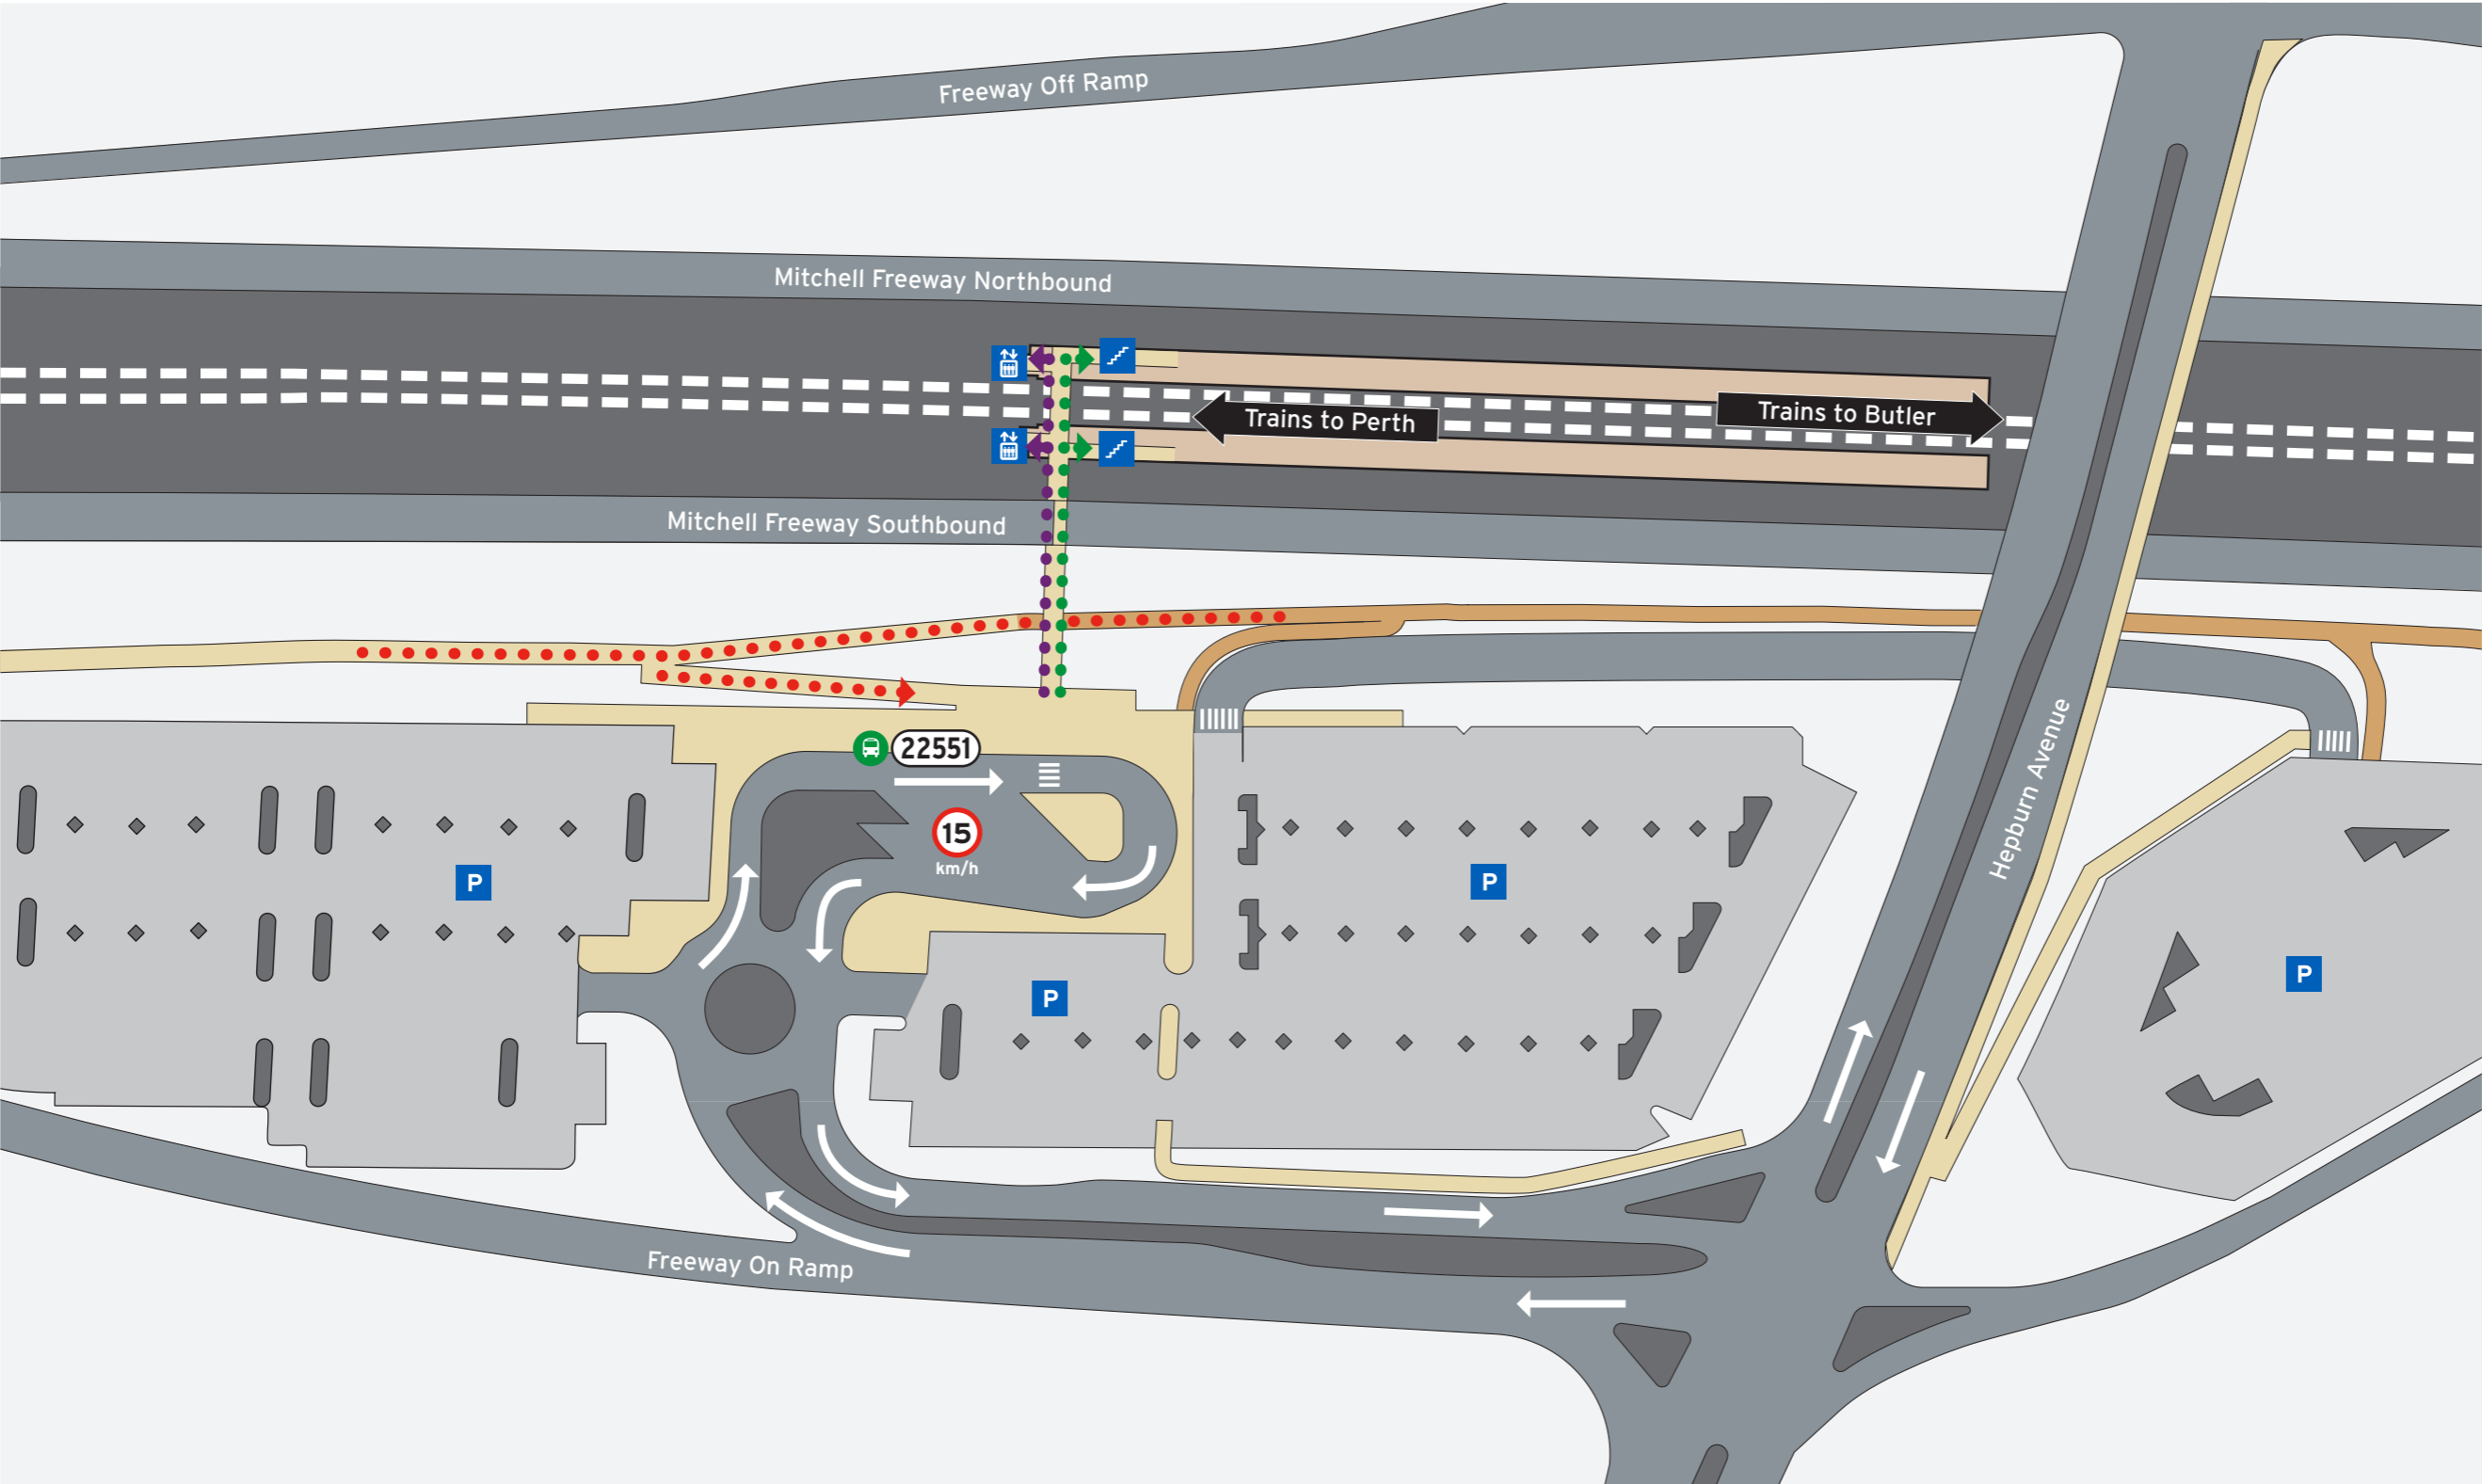 Freeway Off Ramp
Mitchell Freeway Northbound
Trains to Perth
Trains to Butler
Mitchell Freeway Southbound
22551
15
km/h
P
P
P
P
Hepburn Avenue
Freeway On Ramp